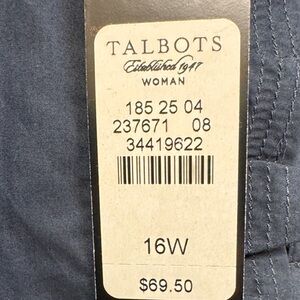 TALBOTS
Established 1947
WOMAN
185 25 04
237671 08
34419622
16W
$69.50